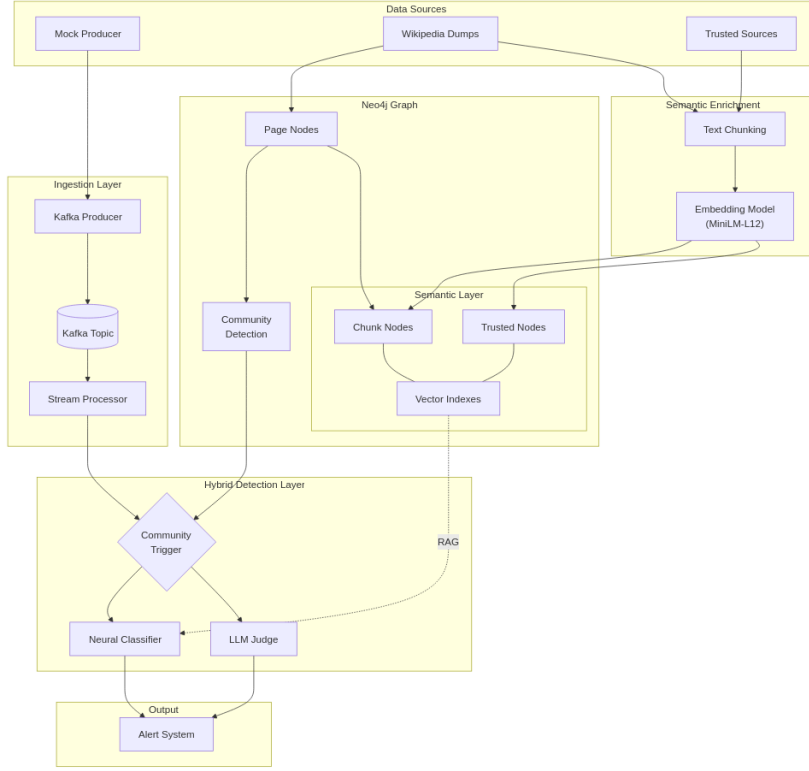 Data Sources
Mock Producer
Wikipedia Dumps
Trusted Sources
Neo4j Graph
Semantic Enrichment
Page Nodes
Text Chunking
Ingestion Layer
Kafka Producer
Embedding Model
(MiniLM-L12)
Semantic Layer
Kafka Topic
Community
Detection
Chunk Nodes
Trusted Nodes
Stream Processor
Vector Indexes
Hybrid Detection Layer
Community
Trigger
RAG
Neural Classifier
LLM Judge
Output
Alert System